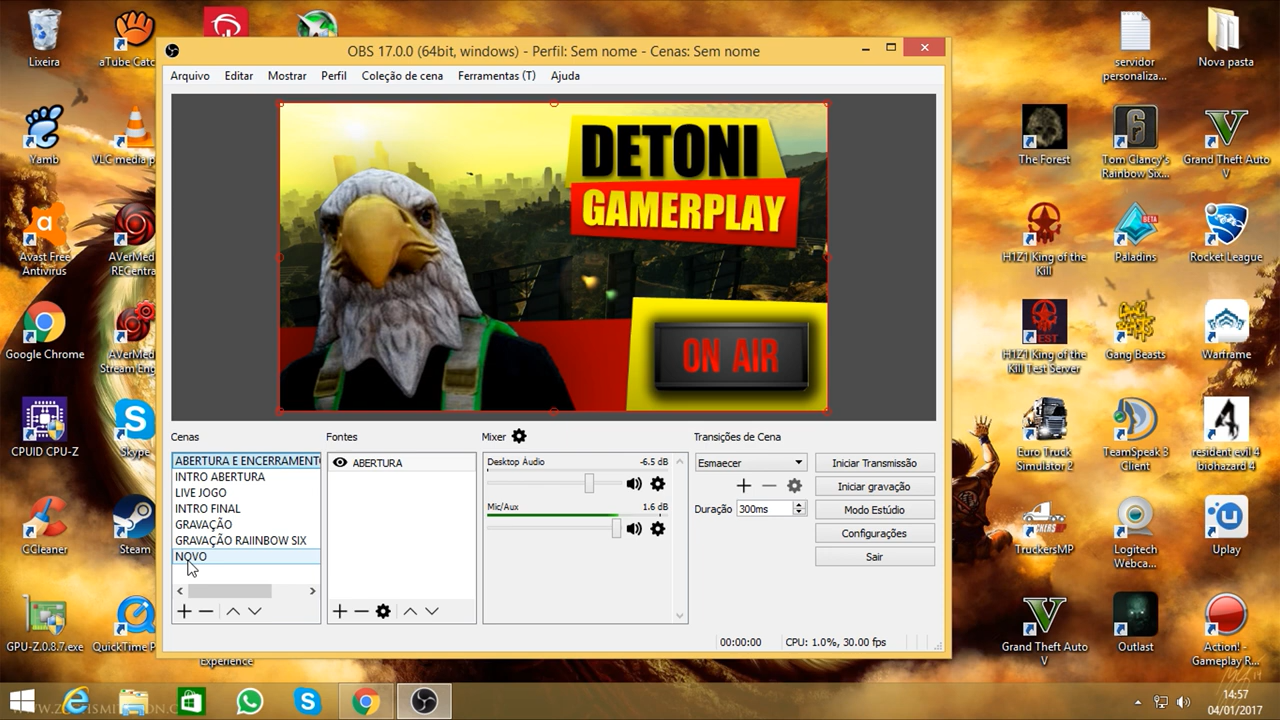 Lixeira
aTube Catc
servidor
personaliza...
Nova pasta
OBS 17.0.0 (64bit, windows) - Perfil: Sem nome - Cenas: Sem nome
Arquivo Editar Mostrar Perfil Coleção de cena Ferramentas (T) Ajuda
DETONI
GAMERPLAY
ON AIR
Yamb
VLC media p
The Forest
Tom Clancy's
Rainbow Six...
Grand Theft Auto
V
Avast Free
Antivirus
AVerMed
RECentra
H1Z1 King of the
Kill
BETA
Paladins
Rocket League
Google Chrome
AVerMed
Stream Eng
H1Z1 King of the
Kill Test Server
Gang Beasts
Warframe
CPUID CPU-Z
Skype
Euro Truck
Simulator 2
TeamSpeak 3
Client
resident evil 4
biohazard 4
CCleaner
Steam
TruckersMP
Logitech
Webca...
Uplay
GPU-Z.0.8.7.exe
QuickTime P
Experience
Grand Theft Auto
V
Outlast
Action! -
Gameplay R...
Cenas
ABERTURA E ENCERRAMENT
INTRO ABERTURA
LIVE JOGO
INTRO FINAL
GRAVAÇÃO
GRAVAÇÃO RAIINBOW SIX
NOVO
Fontes
ABERTURA
Mixer
Desktop Áudio -6.5 dB
Mic/Aux 1.6 dB
Transições de Cena
Esmaecer
Duração 300ms
Iniciar Transmissão
Iniciar gravação
Modo Estúdio
Configurações
Sair
00:00:00 CPU: 1.0%, 30.00 fps
14:57
04/01/2017